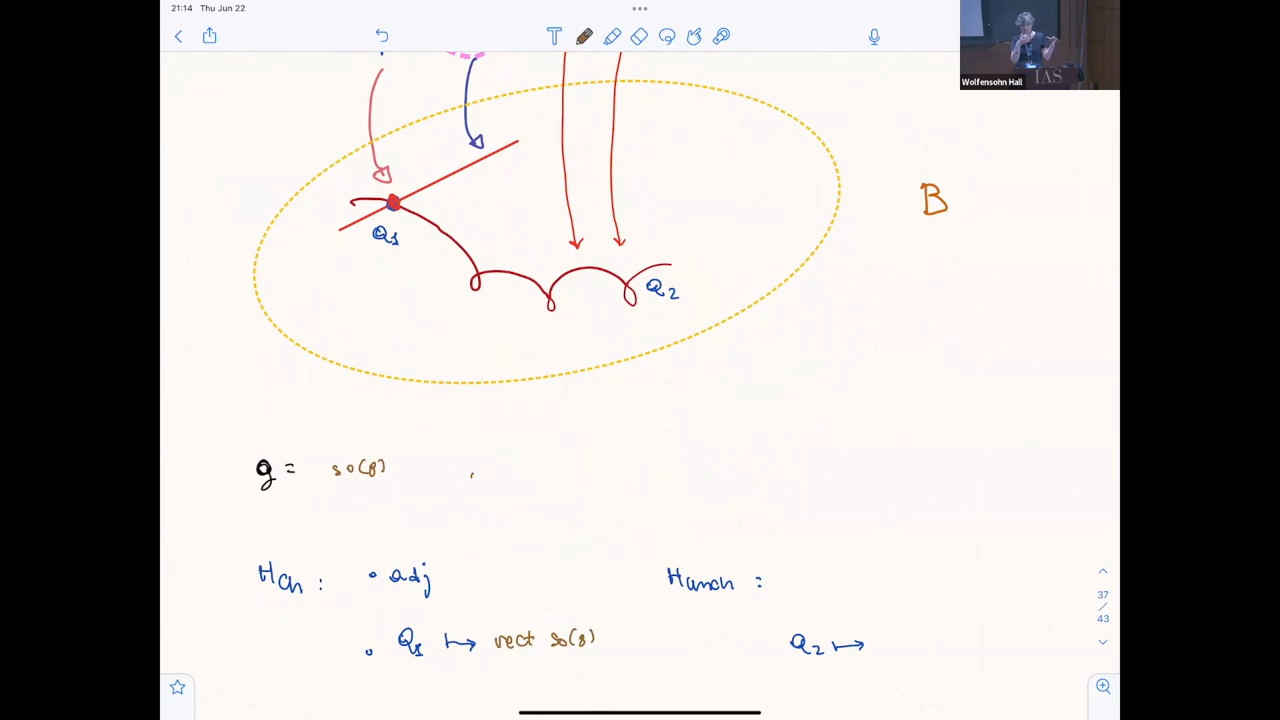 21:14 Thu Jun 22
Wolfensohn Hall
IAS
B
Q1
Q2
g = so(8) ,
Hch : • adj
Hunch :
• Q1 ↦ vect so(8)
Q2 ↦
37
/
43